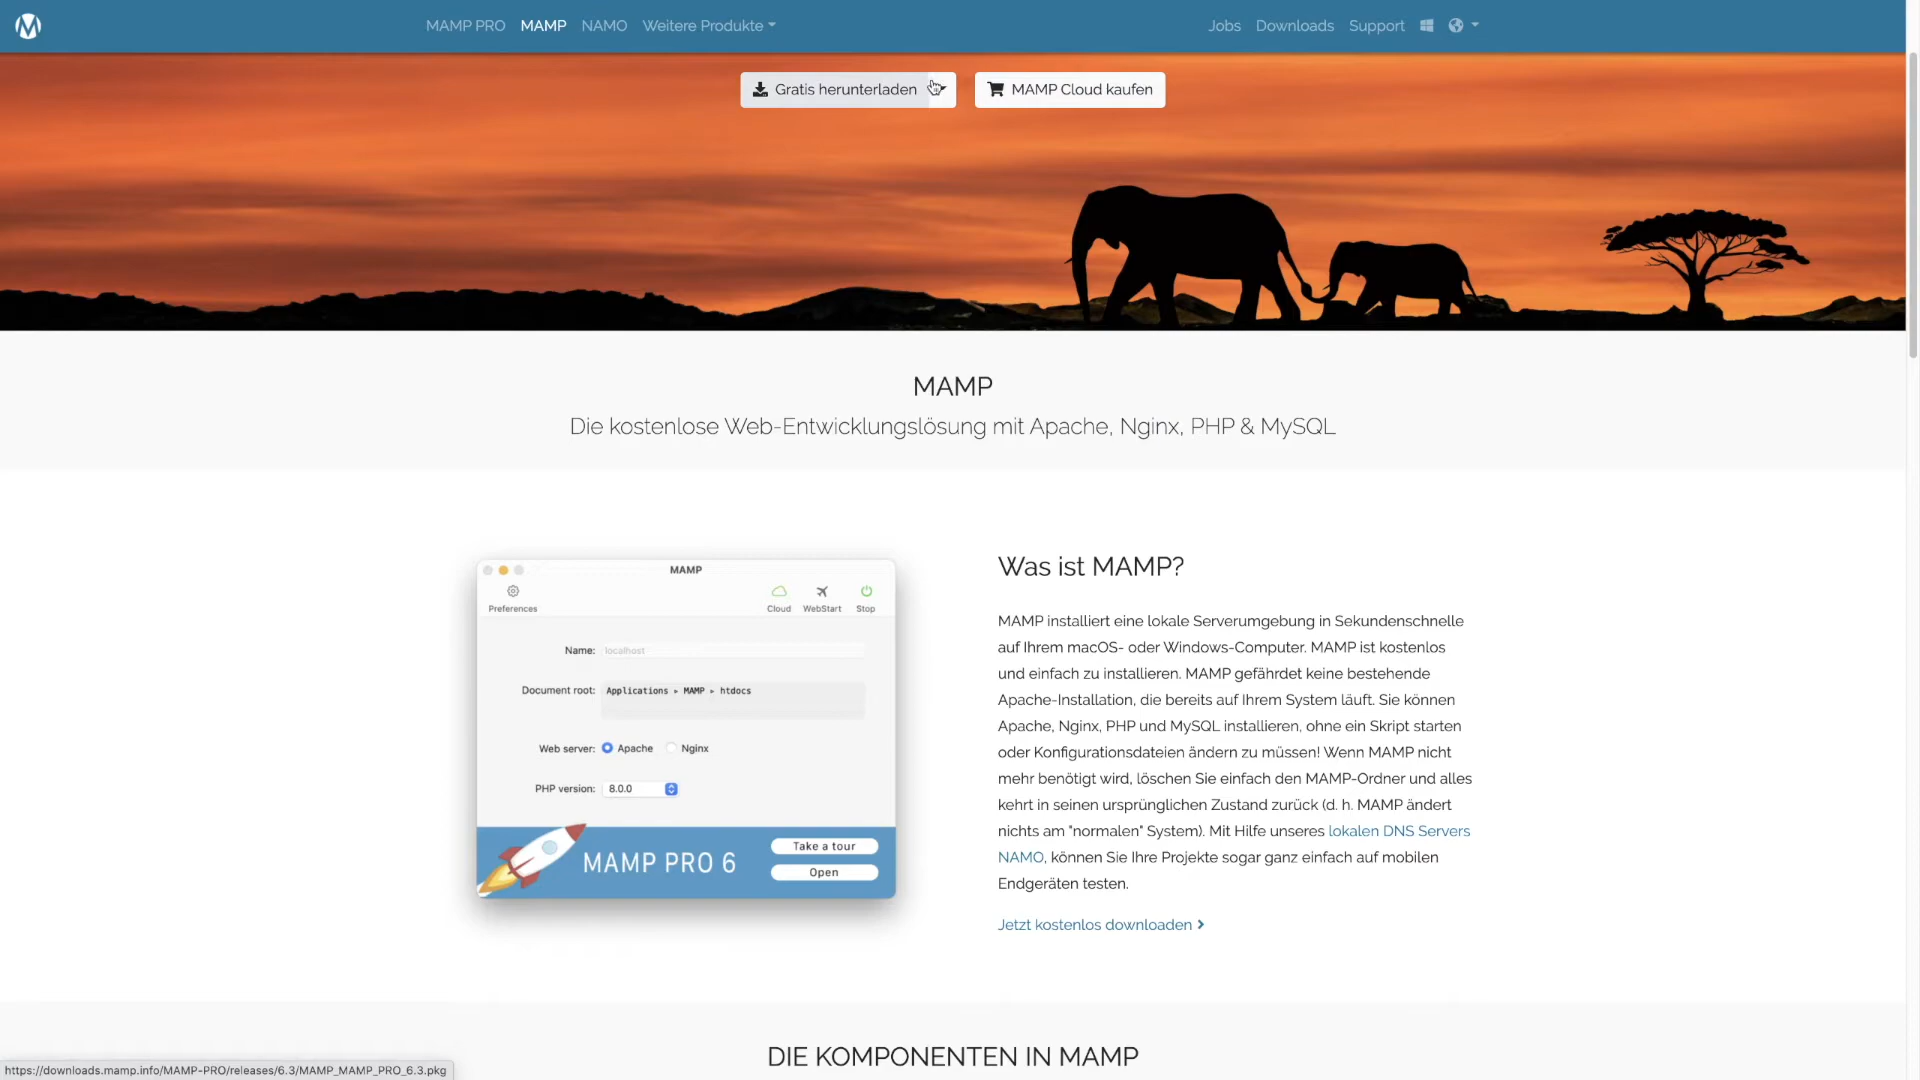 MAMP PRO MAMP NAMO Weitere Produkte Jobs Downloads Support
Gratis herunterladen MAMP Cloud kaufen
MAMP
Die kostenlose Web-Entwicklungslösung mit Apache, Nginx, PHP & MySQL
MAMP
Preferences Cloud WebStart Stop
Name: localhost
Document root: Applications ▸ MAMP ▸ htdocs
Web server: Apache Nginx
PHP version: 8.0.0
MAMP PRO 6
Take a tour
Open
Was ist MAMP?
MAMP installiert eine lokale Serverumgebung in Sekundenschnelle
auf Ihrem macOS- oder Windows-Computer. MAMP ist kostenlos
und einfach zu installieren. MAMP gefährdet keine bestehende
Apache-Installation, die bereits auf Ihrem System läuft. Sie können
Apache, Nginx, PHP und MySQL installieren, ohne ein Skript starten
oder Konfigurationsdateien ändern zu müssen! Wenn MAMP nicht
mehr benötigt wird, löschen Sie einfach den MAMP-Ordner und alles
kehrt in seinen ursprünglichen Zustand zurück (d. h. MAMP ändert
nichts am "normalen" System). Mit Hilfe unseres lokalen DNS Servers
NAMO, können Sie Ihre Projekte sogar ganz einfach auf mobilen
Endgeräten testen.
Jetzt kostenlos downloaden
DIE KOMPONENTEN IN MAMP
https://downloads.mamp.info/MAMP-PRO/releases/6.3/MAMP_MAMP_PRO_6.3.pkg